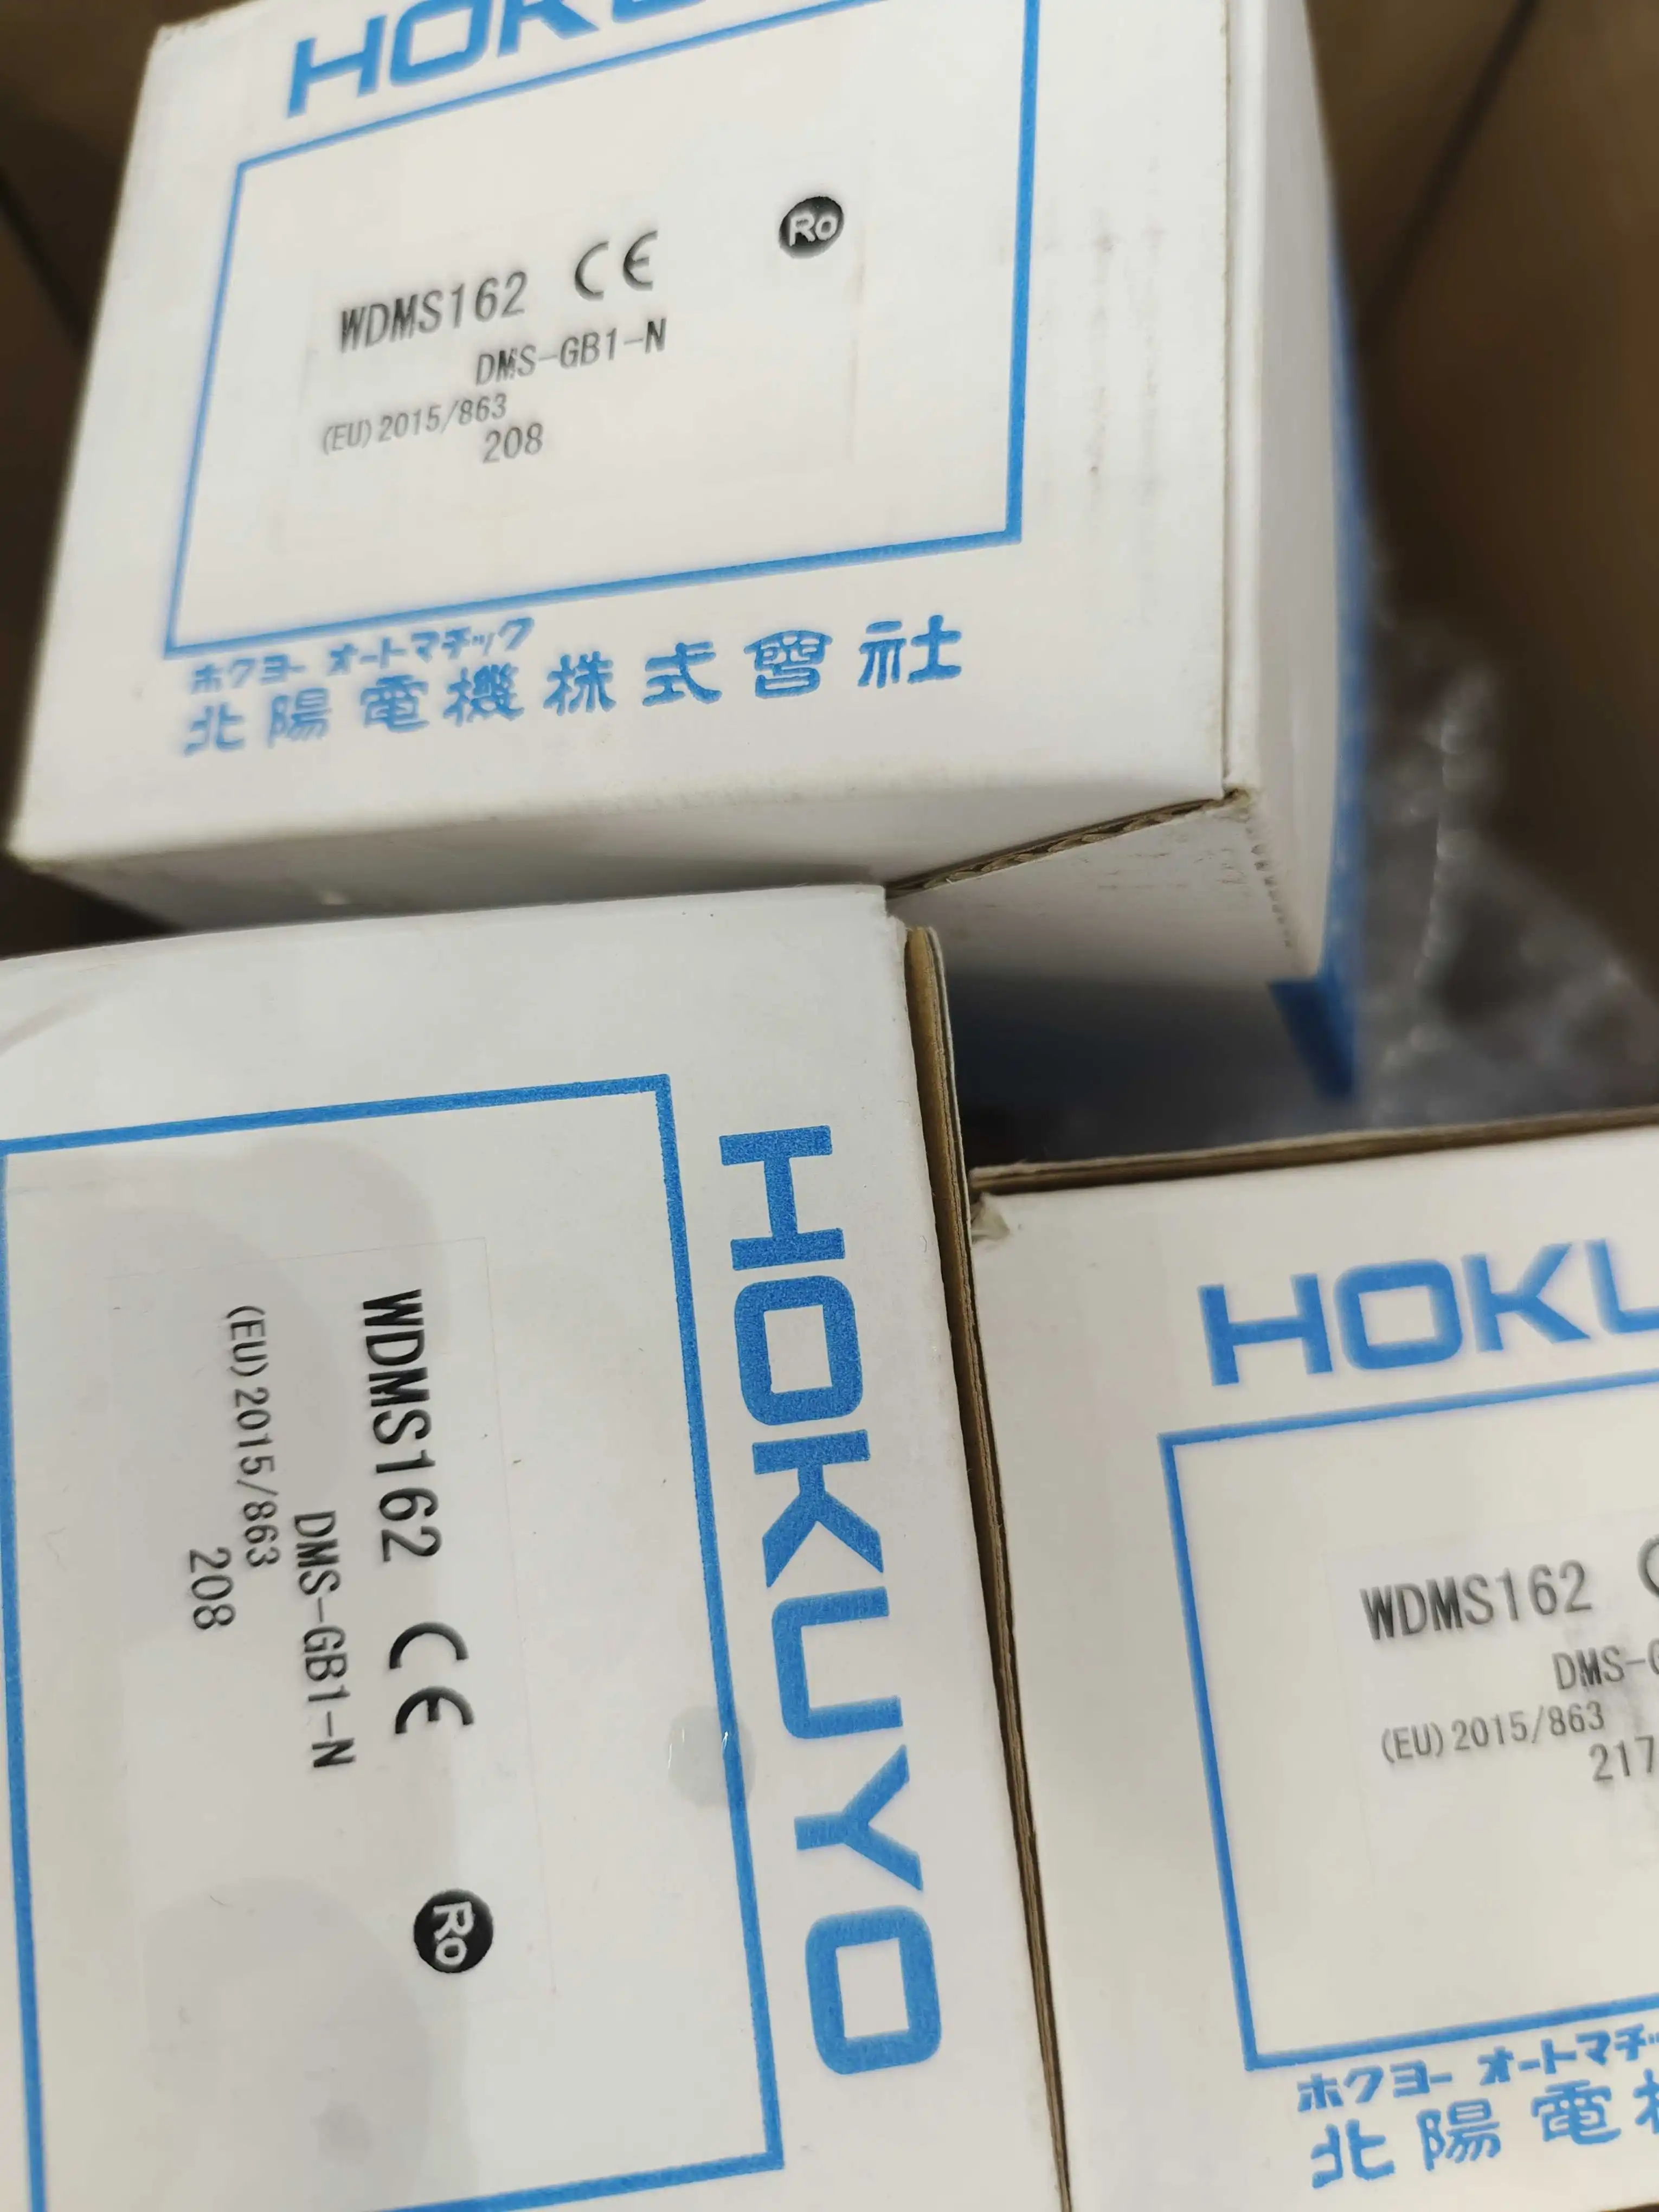 HOKU
WDMS162 CE Ro
DMS-GB1-N
(EU)2015/863
208
ホクヨー オートマチック
北陽電機株式會社
HOKUYO
WDMS162 CE Ro
DMS-GB1-N
(EU)2015/863
208
HOKU
WDMS162
DMS-G
(EU)2015/863
217
ホクヨー オートマチ
北陽電